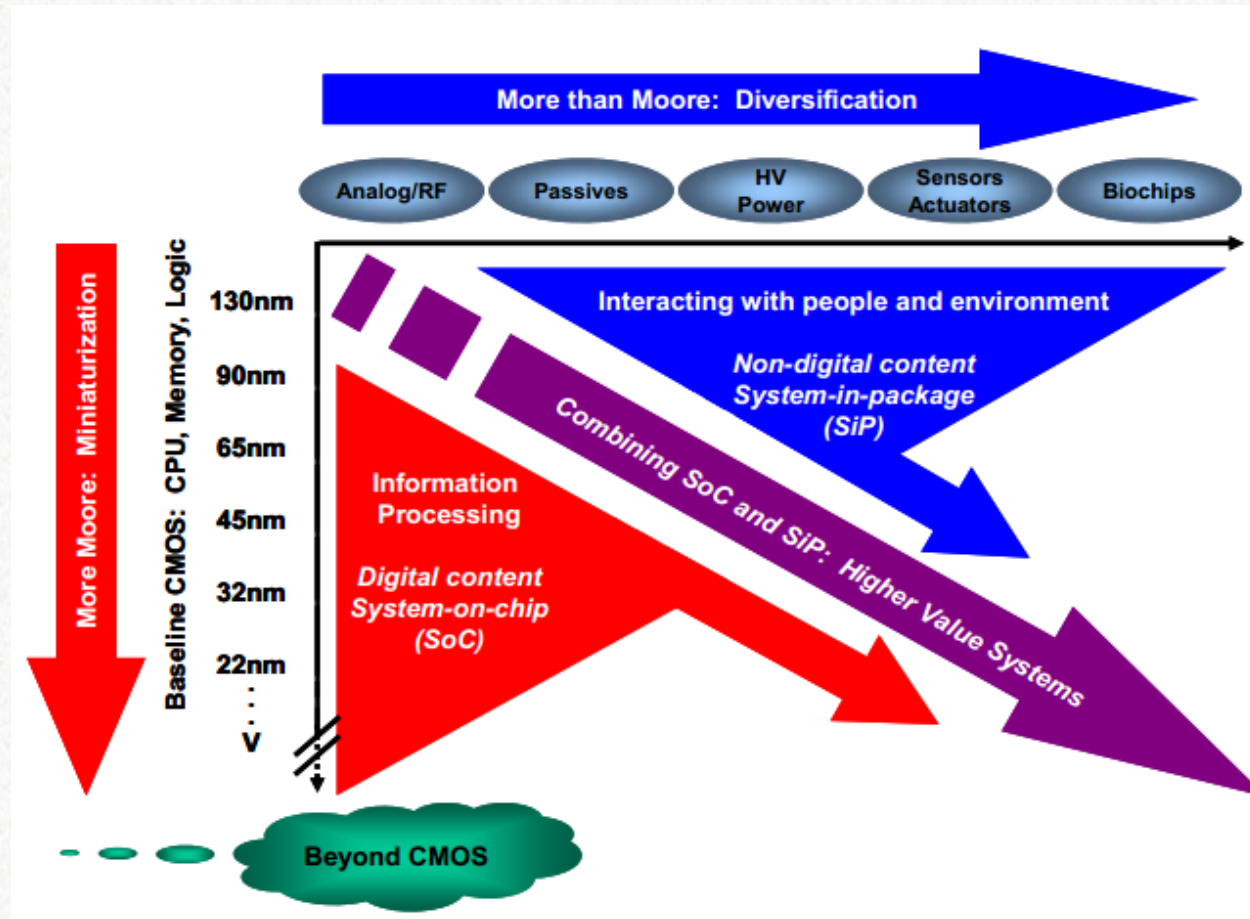 More than Moore: Diversification
Analog/RF
Passives
HV
Power
Sensors
Actuators
Biochips
More Moore: Miniaturization
Baseline CMOS: CPU, Memory, Logic
130nm
90nm
65nm
45nm
32nm
22nm
.
.
.
V
Interacting with people and environment
Non-digital content
System-in-package
(SiP)
Combining SoC and SiP: Higher Value Systems
Information
Processing
Digital content
System-on-chip
(SoC)
Beyond CMOS